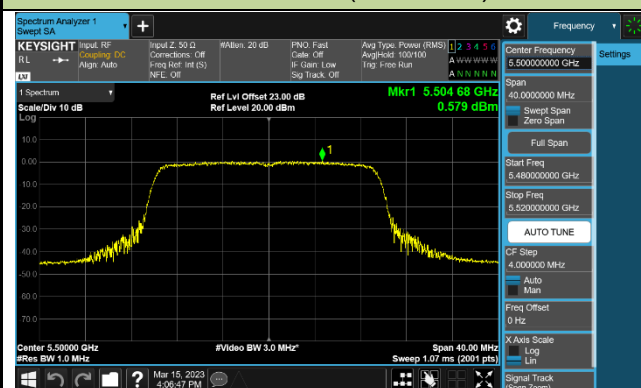 Spectrum Analyzer 1
Swept SA
Frequency
KEYSIGHT
RL
Input: RF
Coupling: DC
Align: Auto
Input Z: 50 Ω
Corrections: Off
Freq Ref: Int (S)
NFE: Off
#Atten: 20 dB
PNO: Fast
Gate: Off
IF Gain: Low
Sig Track: Off
Avg Type: Power (RMS)
Avg|Hold: 100/100
Trig: Free Run
1 2 3 4 5 6
A W W W W W
A N N N N N
LXI
Center Frequency
5.500000000 GHz
Settings
Span
40.0000000 MHz
Swept Span
Zero Span
Full Span
Start Freq
5.480000000 GHz
Stop Freq
5.520000000 GHz
AUTO TUNE
CF Step
4.000000 MHz
Auto
Man
Freq Offset
0 Hz
X Axis Scale
Log
Lin
Signal Track
(Span Zoom)
1 Spectrum
Scale/Div 10 dB
Log
Ref Lvl Offset 23.00 dB
Ref Level 20.00 dBm
Mkr1 5.504 68 GHz
0.579 dBm
1
10.0
0.00
10.0
20.0
30.0
40.0
-50.0
60.0
70.0
Center 5.50000 GHz
#Res BW 1.0 MHz
#Video BW 3.0 MHz*
Span 40.00 MHz
Sweep 1.07 ms (2001 pts)
?
Mar 15, 2023
4:06:47 PM